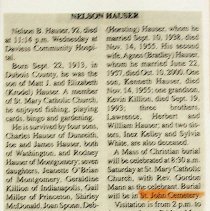 NELSON HAUSER
Nelson B. Hauser, 92, died
at 11:14 p.m. Wednesday at
Daviess Community Hospi-
tal.
Born Sept. 22, 1913, in
Dubois County, he was the
son of Matt J. and Elizabeth
Hauser. A member of
St. Mary Catholic Church,
he enjoyed fishing, playing
cards, bingo and gardening.
He is survived by four sons,
Charles Hauser of
Joe and James Hauser, both
of Washington, and Rodney
Hauser of Montgomery; seven
daughters, Jeanette O'Brian
of Montgomery, Geraldine
Killion of Indianapolis, Gail
Miller of Princeton, Shirley
McDonald, Joan Spone, Deb-
Hauser, whom he
married Sept. 10, 1938, died
Nov. 14, 1955. His second
wife, Agnes (Bradley) Hauser,
whom he married June 22,
1957, died Oct. 10, 2000. One
son, Kenneth Hauser, died
Nov. 14, 1955; one grandson,
Kevin Killion, died Sept. 19,
1993; three brothers,
Lawrence, Herbert and
William Hauser, and two sis-
ters, Inez Kelley and Sylvia
White, are also deceased.
A Mass of Christian burial
will be celebrated at 8:30 a.m.
Saturday at St. Mary Catholic
Church, with Rev. Gordon
Mann as the celebrant. Burial
will be in St. John Cemetery
Visitation is from 2 p.m. to